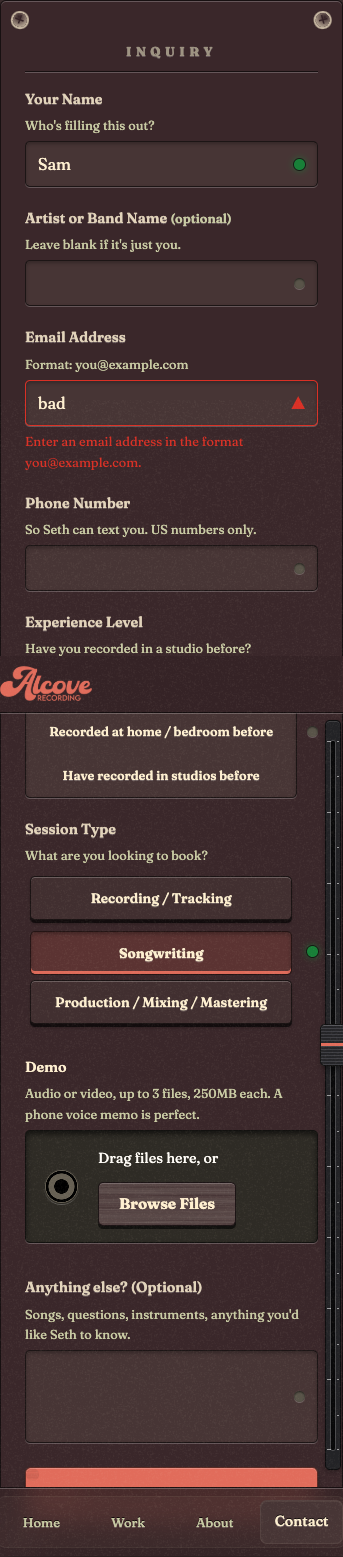 INQUIRY
Your Name
Who's filling this out?
Sam
Artist or Band Name (optional)
Leave blank if it's just you.
Email Address
Format: you@example.com
bad
Enter an email address in the format
you@example.com.
Phone Number
So Seth can text you. US numbers only.
Experience Level
Have you recorded in a studio before?
Alcove
RECORDING
Recorded at home / bedroom before
Have recorded in studios before
Session Type
What are you looking to book?
Recording / Tracking
Songwriting
Production / Mixing / Mastering
Demo
Audio or video, up to 3 files, 250MB each. A
phone voice memo is perfect.
Drag files here, or
Browse Files
Anything else? (Optional)
Songs, questions, instruments, anything you'd
like Seth to know.
Home Work About Contact